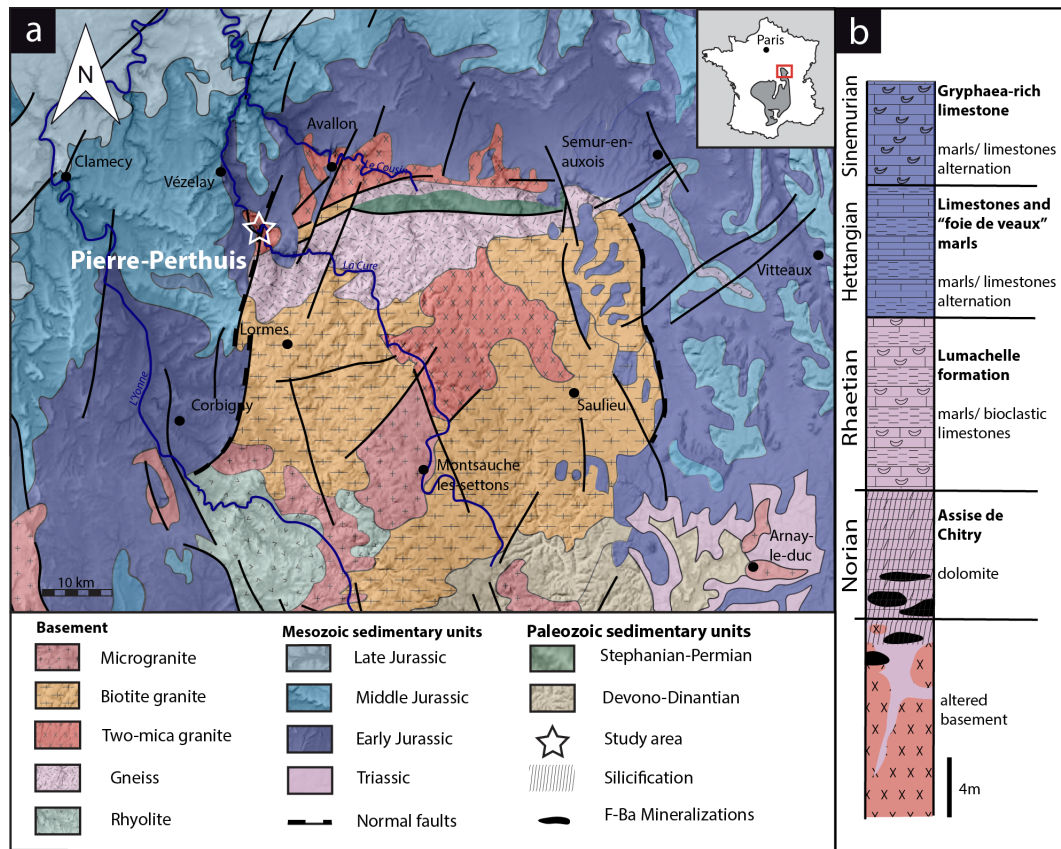 a
N
Paris
Clamecy
Vézelay
Avallon
Le Cousin
Semur-en-
auxois
Pierre-Perthuis
La Cure
Vitteaux
Lormes
L'Yonne
Corbigny
Saulieu
Montsauche
les-settons
Arnay-
le-duc
10 km
Basement
Microgranite
Biotite granite
Two-mica granite
Gneiss
Rhyolite
Mesozoic sedimentary units
Late Jurassic
Middle Jurassic
Early Jurassic
Triassic
Normal faults
Paleozoic sedimentary units
Stephanian-Permian
Devono-Dinantian
Study area
Silicification
F-Ba Mineralizations
b
Sinemurian
Gryphaea-rich
limestone
marls/ limestones
alternation
Hettangian
Limestones and
“foie de veaux”
marls
marls/ limestones
alternation
Rhaetian
Lumachelle
formation
marls/ bioclastic
limestones
Norian
Assise de
Chitry
dolomite
altered
basement
4m